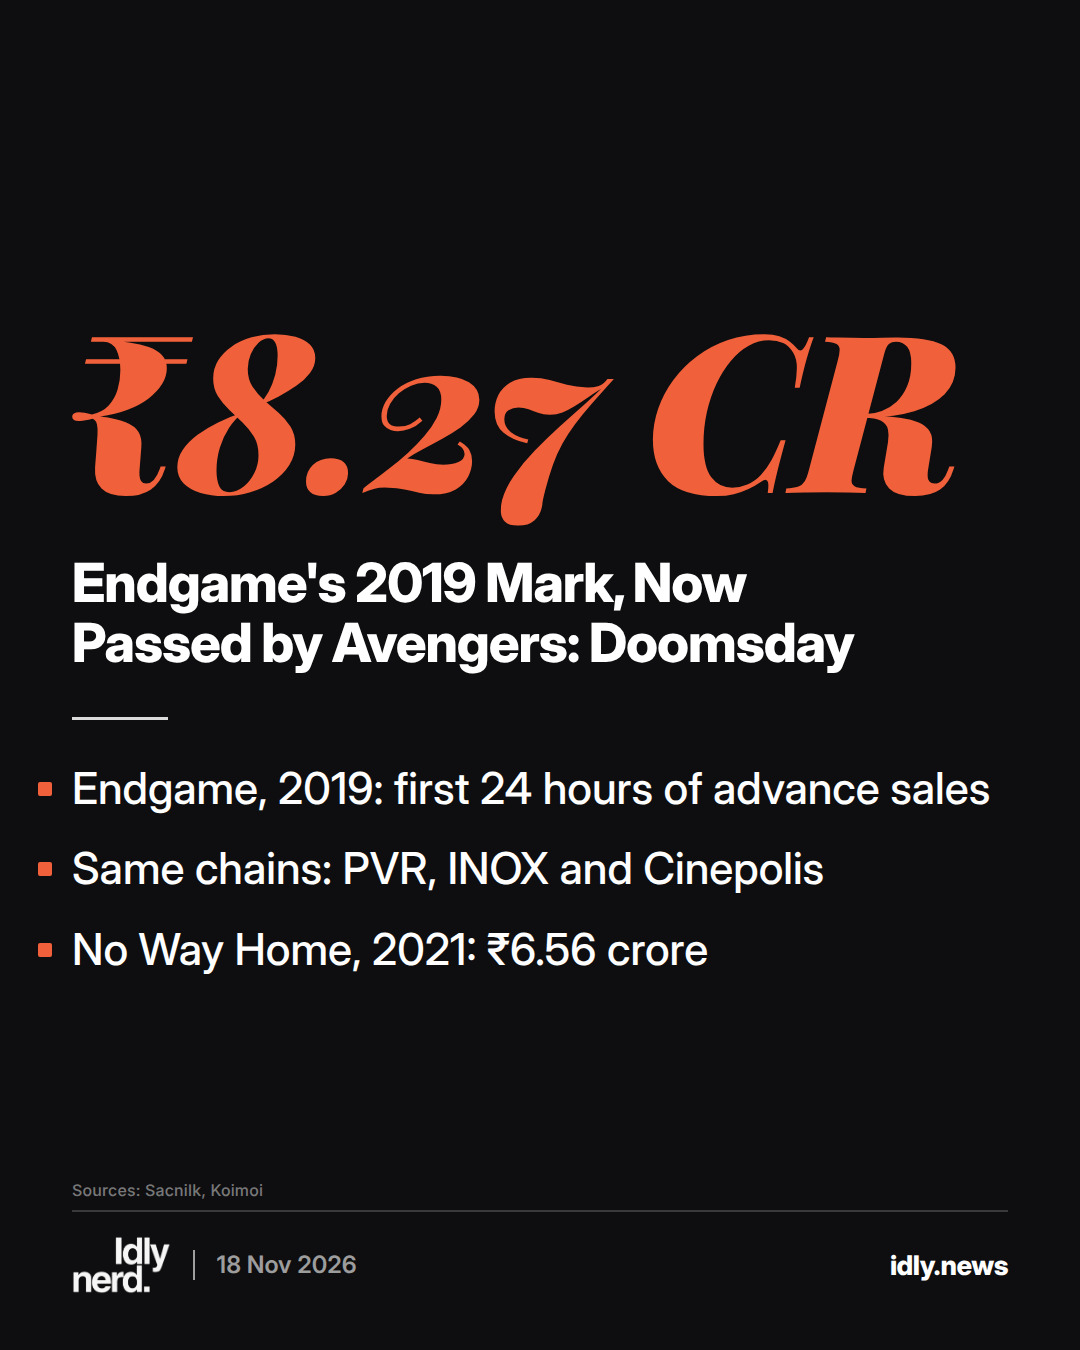 ₹8.27 CR
Endgame's 2019 Mark, Now
Passed by Avengers: Doomsday
Endgame, 2019: first 24 hours of advance sales
Same chains: PVR, INOX and Cinepolis
No Way Home, 2021: ₹6.56 crore
Sources: Sacnilk, Koimoi
Idly
nerd.
18 Nov 2026
idly.news